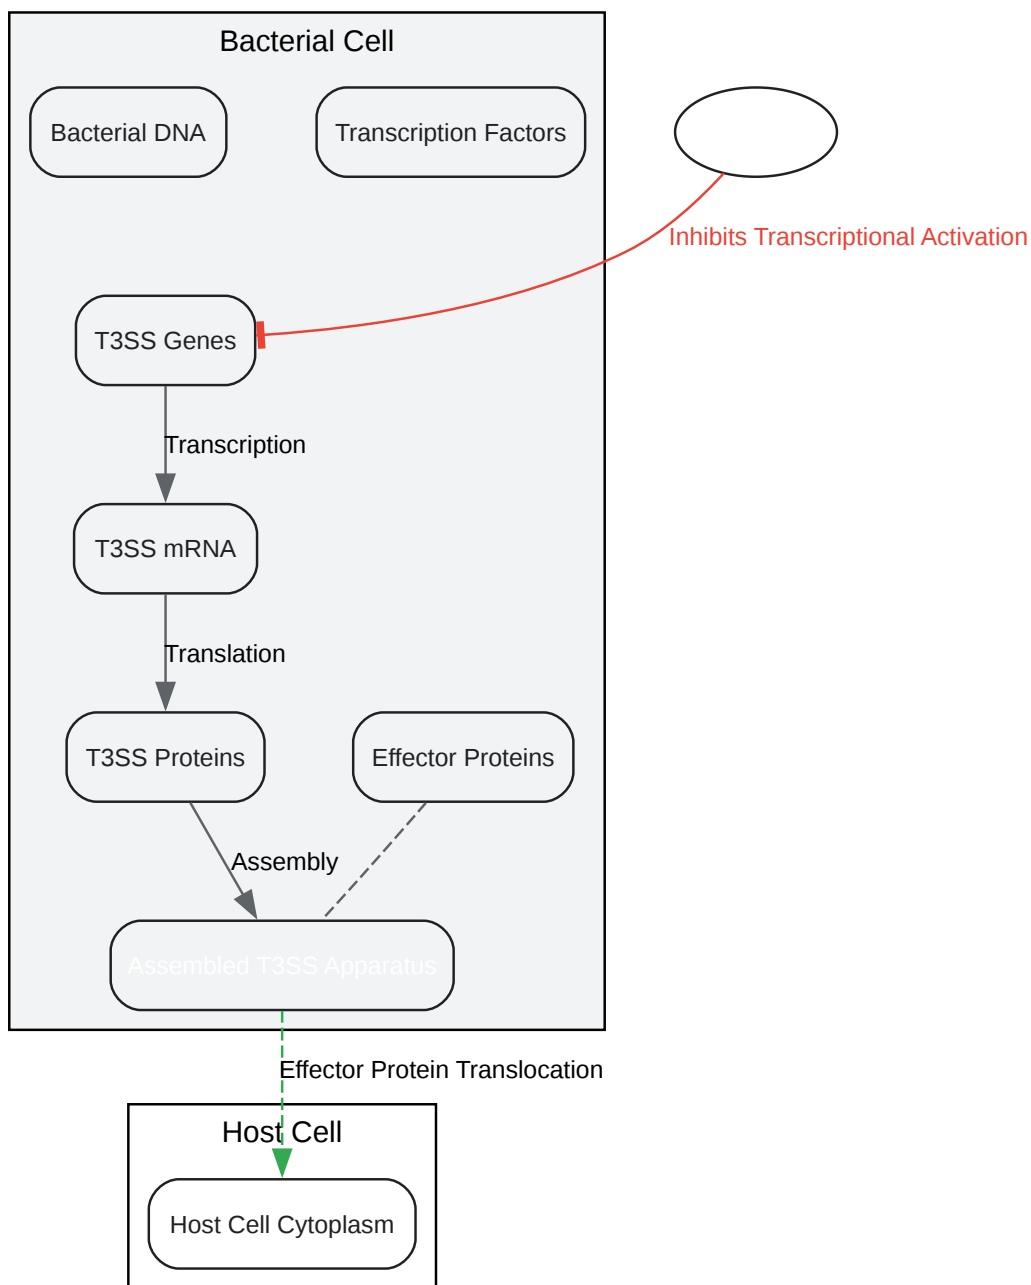 Bacterial Cell
Bacterial DNA
Transcription Factors
Inhibits Transcriptional Activation
T3SS Genes
Transcription
T3SS mRNA
Translation
T3SS Proteins
Effector Proteins
Assembly
Assembled T3SS Apparatus
Effector Protein Translocation
Host Cell
Host Cell Cytoplasm